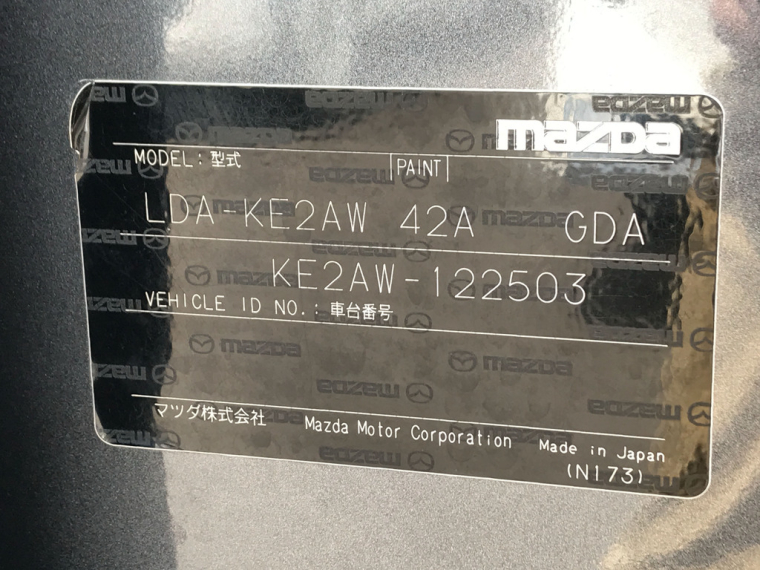 mazda
MODEL: 型式 PAINT
LDA-KE2AW 42A GDA
KE2AW-122503
VEHICLE ID NO.: 車台番号
マツダ株式会社 Mazda Motor Corporation Made in Japan
(N173)